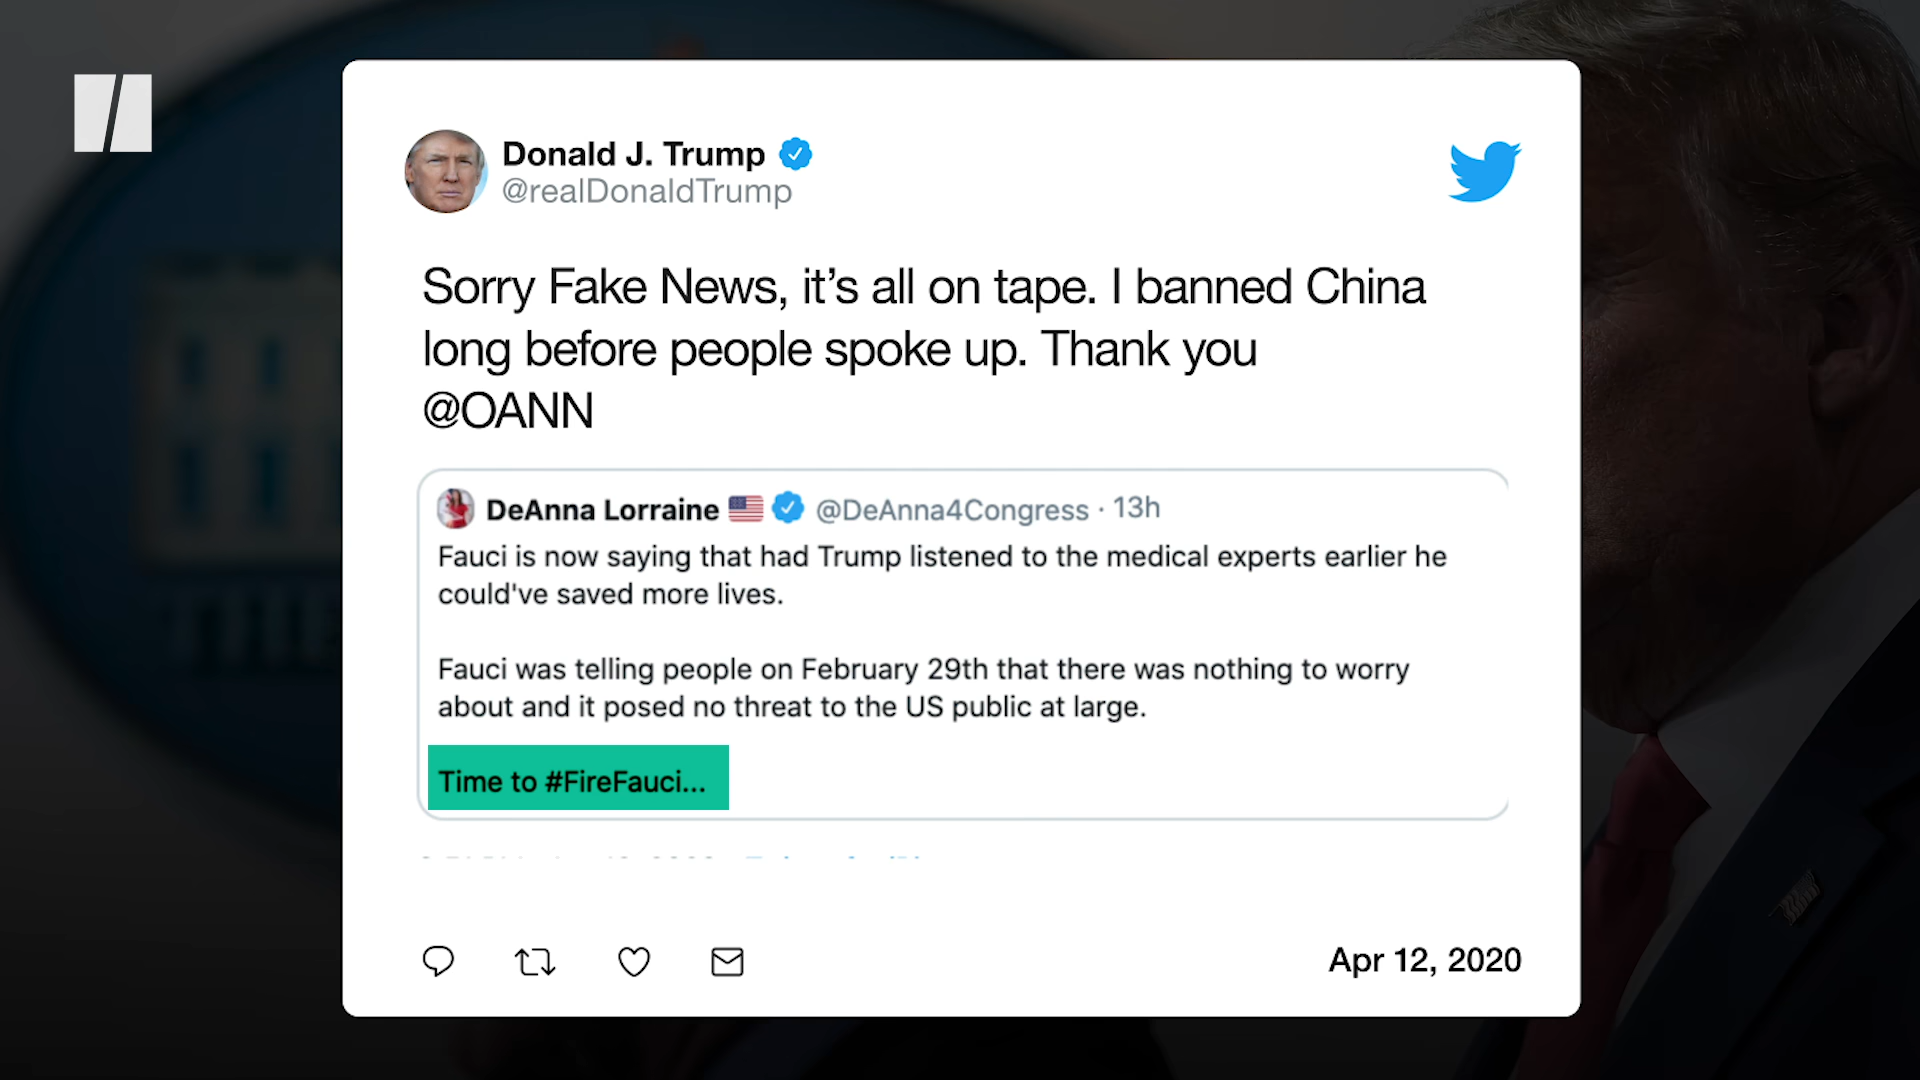 Donald J. Trump
@realDonaldTrump
Sorry Fake News, it’s all on tape. I banned China
long before people spoke up. Thank you
@OANN
DeAnna Lorraine 🇺🇸 @DeAnna4Congress · 13h
Fauci is now saying that had Trump listened to the medical experts earlier he
could've saved more lives.
Fauci was telling people on February 29th that there was nothing to worry
about and it posed no threat to the US public at large.
Time to #FireFauci...
Apr 12, 2020
THE